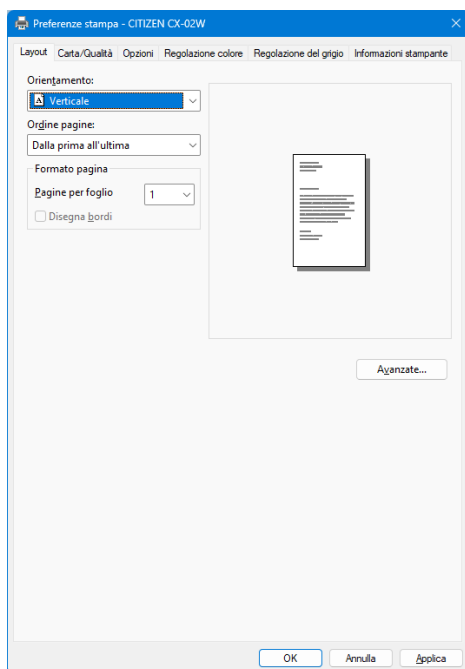 Preferenze stampa - CITIZEN CX-02W
Layout Carta/Qualità Opzioni Regolazione colore Regolazione del grigio Informazioni stampante
Orientamento:
A Verticale
Ordine pagine:
Dalla prima all'ultima
Formato pagina
Pagine per foglio 1
Disegna bordi
Avanzate...
OK Annulla Applica